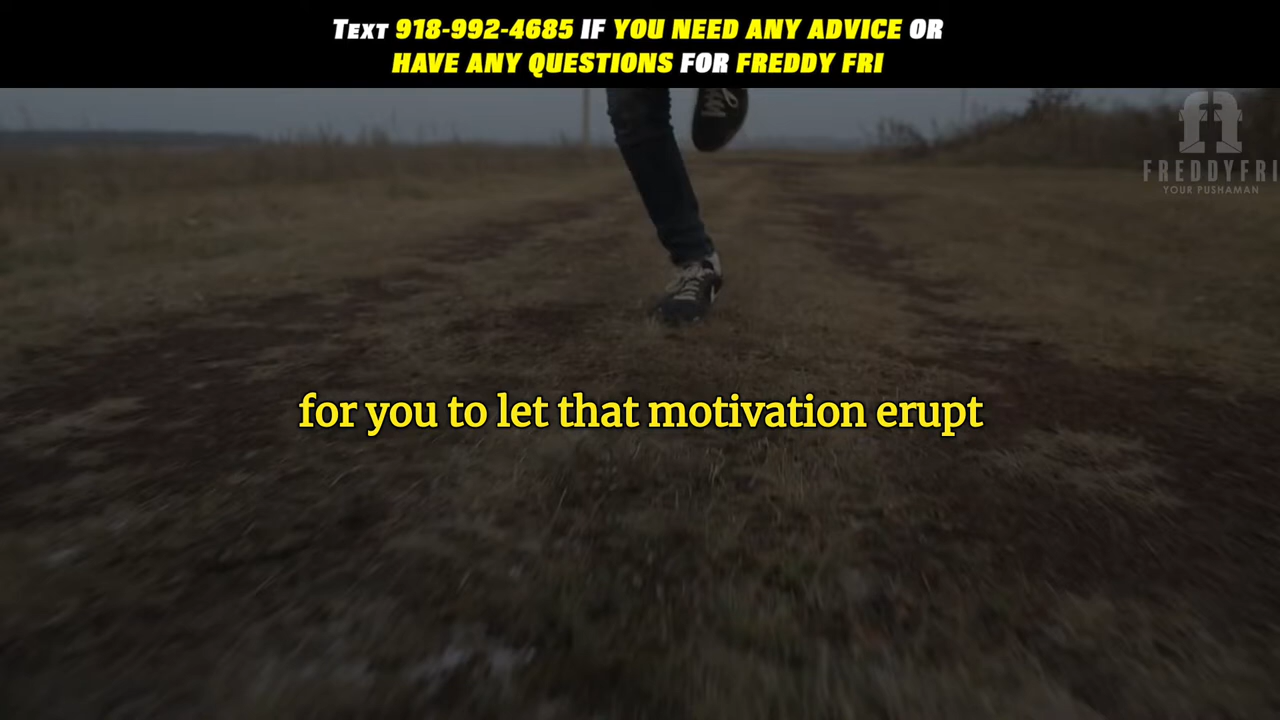 Text 918-992-4685 IF YOU NEED ANY ADVICE OR
HAVE ANY QUESTIONS FOR FREDDY FRI
FREDDYFRI
YOUR PUSHAMAN
for you to let that motivation erupt